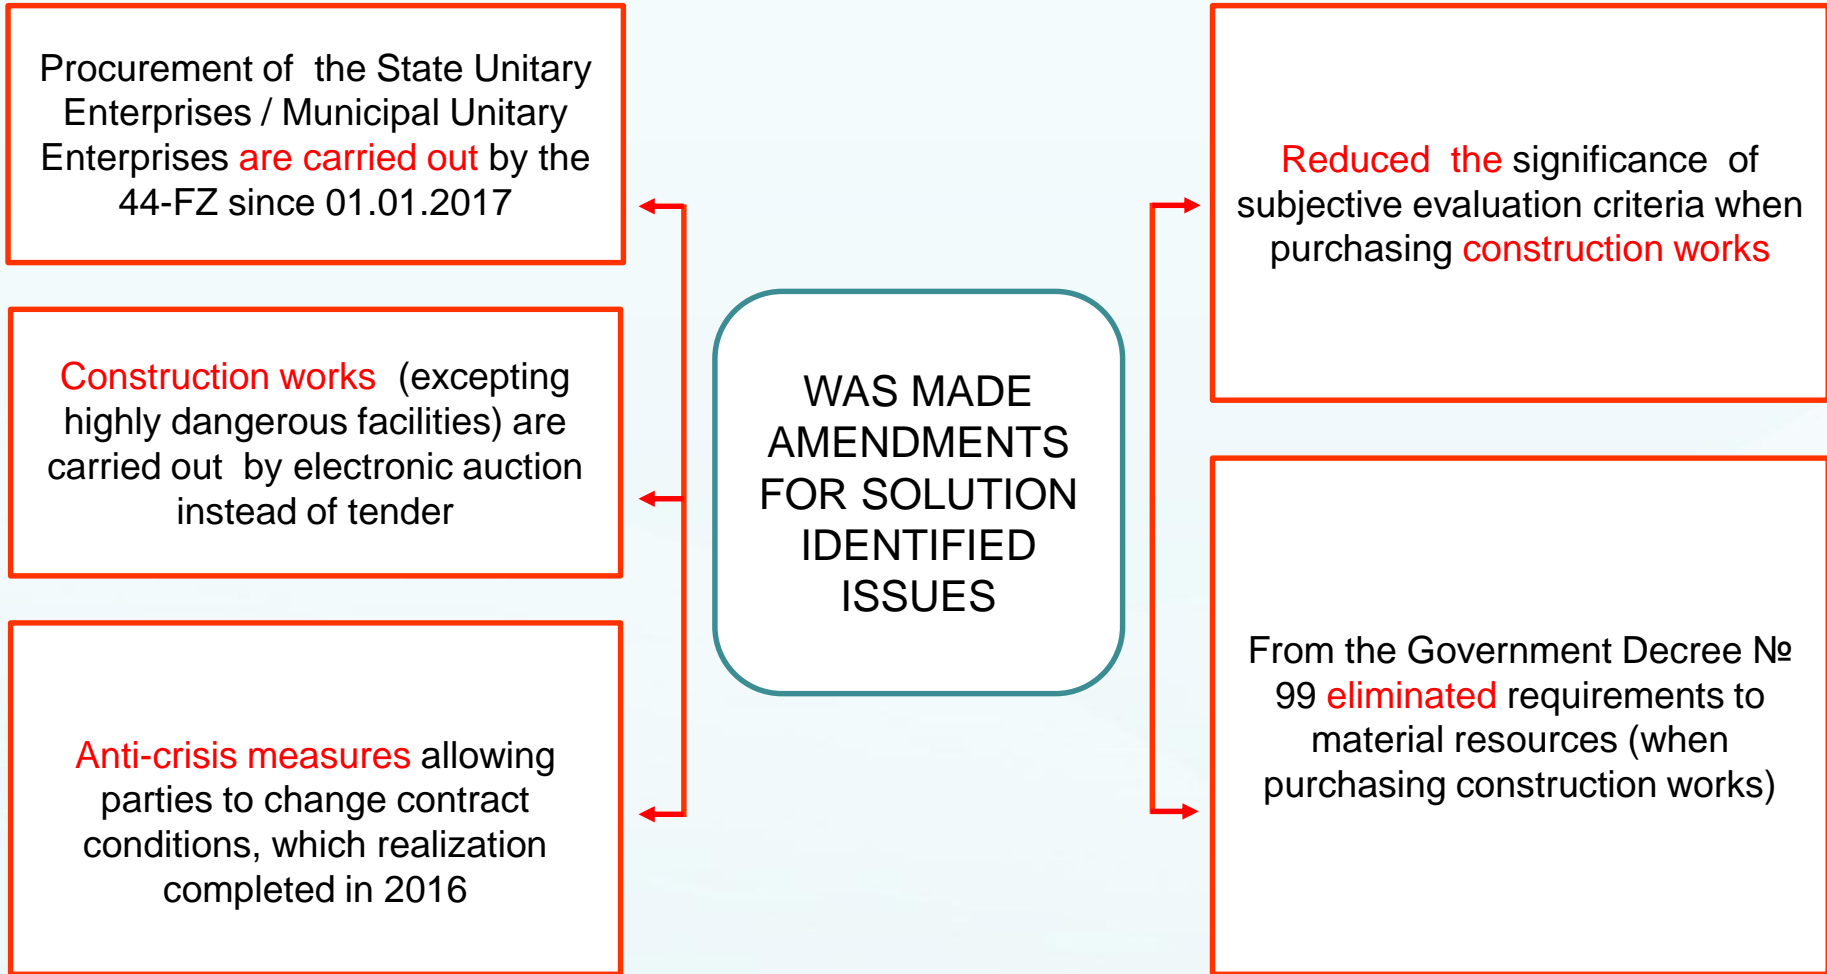 Procurement of the State Unitary
Enterprises / Municipal Unitary
Enterprises are carried out by the
44-FZ since 01.01.2017
Construction works (excepting
highly dangerous facilities) are
carried out by electronic auction
instead of tender
Anti-crisis measures allowing
parties to change contract
conditions, which realization
completed in 2016
WAS MADE
AMENDMENTS
FOR SOLUTION
IDENTIFIED
ISSUES
Reduced the significance of
subjective evaluation criteria when
purchasing construction works
From the Government Decree №
99 eliminated requirements to
material resources (when
purchasing construction works)